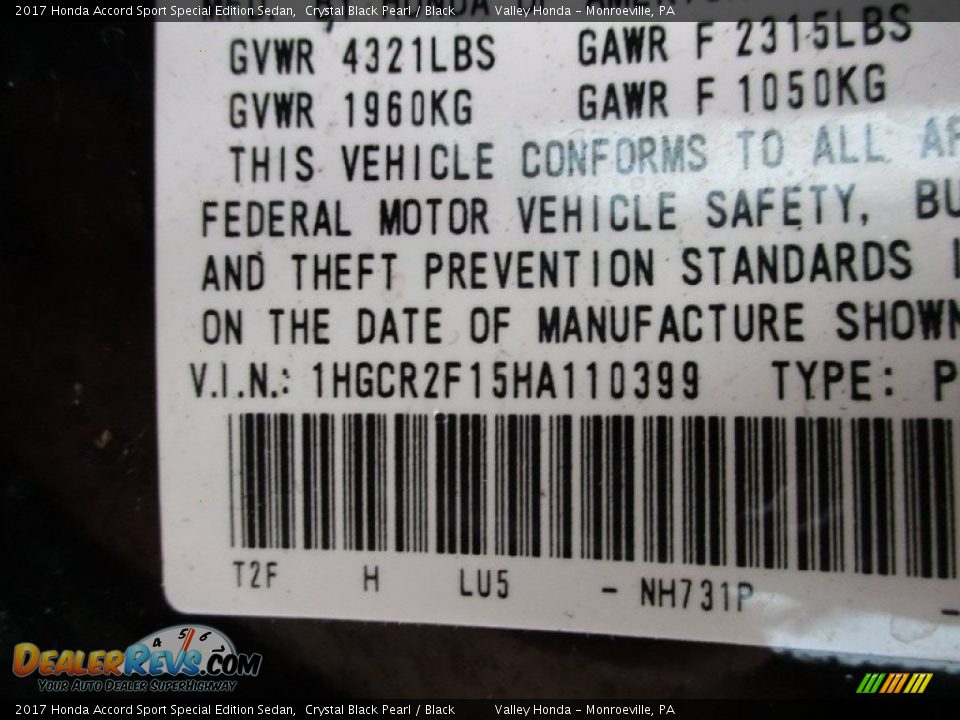 2017 Honda Accord Sport Special Edition Sedan, Crystal Black Pearl / Black Valley Honda - Monroeville, PA
GVWR 4321LBS GAWR F 2315LBS
GVWR 1960KG GAWR F 1050KG
THIS VEHICLE CONFORMS TO ALL
FEDERAL MOTOR VEHICLE SAFETY,
AND THEFT PREVENTION STANDARDS
ON THE DATE OF MANUFACTURE SHOWN
V.I.N.: 1HGCR2F15HA110399 TYPE: P
T2F H LU5 - NH731P
4 5 6
DEALERREVS.COM
YOUR AUTO DEALER SUPERHIGHWAY
2017 Honda Accord Sport Special Edition Sedan, Crystal Black Pearl / Black Valley Honda - Monroeville, PA